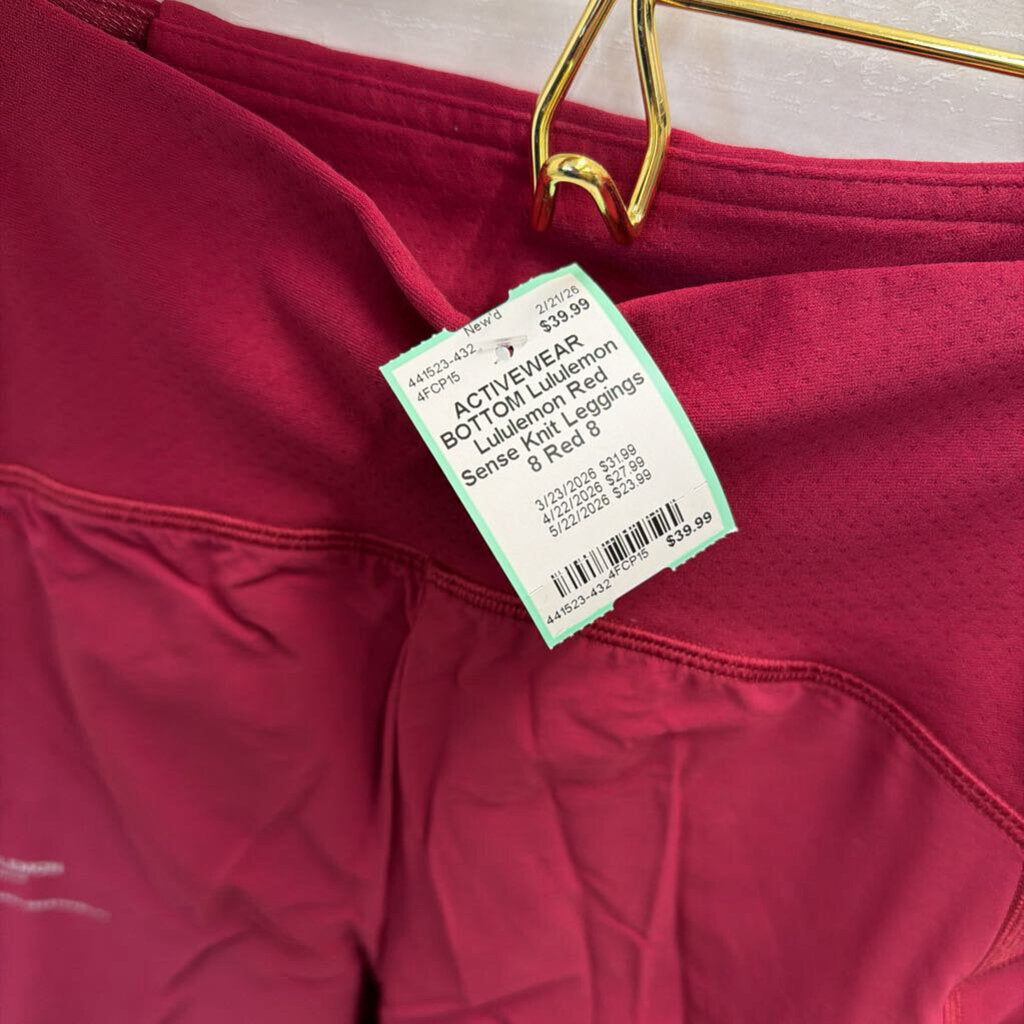 New'd 2/21/26
441523-432 $39.99
4FCP15
ACTIVEWEAR
BOTTOM Lululemon
Lululemon Red
Sense Knit Leggings
8 Red 8
3/23/2026 $31.99
4/22/2026 $27.99
5/22/2026 $23.99
441523-432 4FCP15 $39.99